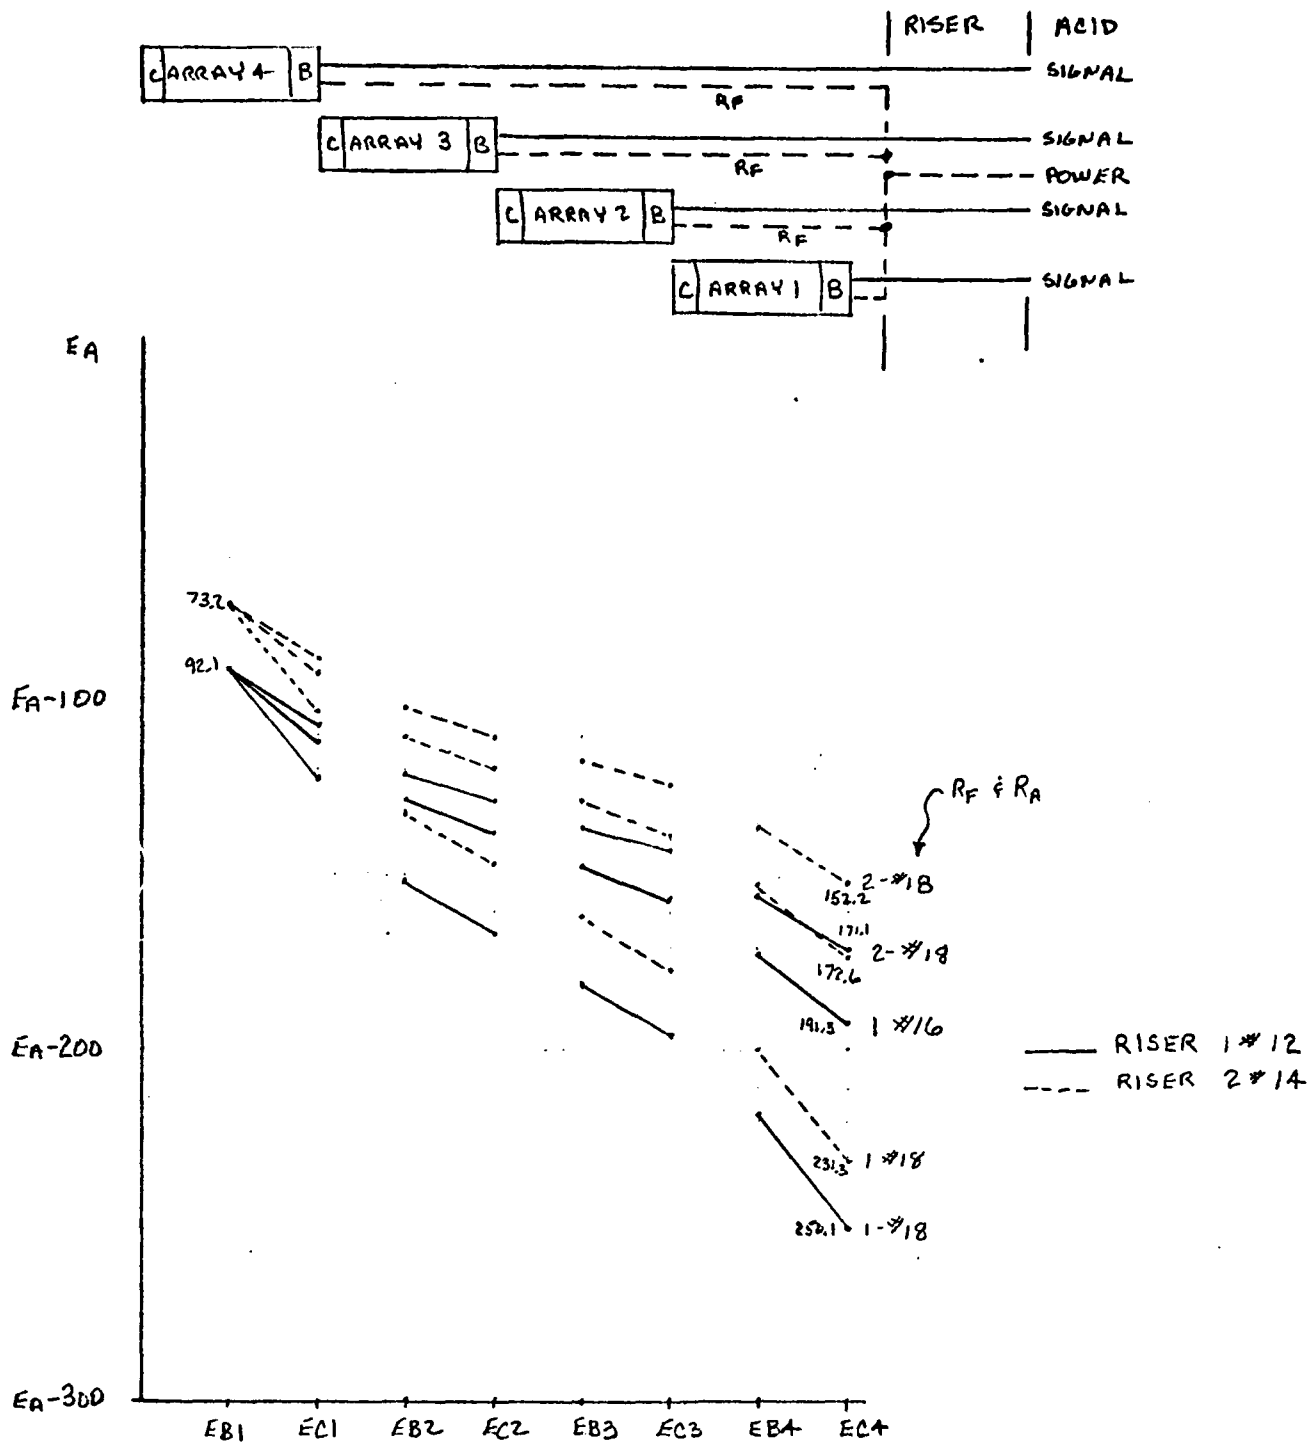 RISER ACID
C ARRAY 4 B SIGNAL
RF
C ARRAY 3 B SIGNAL
RF
POWER
C ARRAY 2 B SIGNAL
RF
C ARRAY 1 B SIGNAL
EA
73.2
92.1
EA-100
RF & RA
152.2 2-#18
171.1 2-#18
172.6
191.3 1 #16
EA-200
RISER 1 #12
RISER 2 #14
231.3 1 #18
250.1 1-#18
EA-300
EB1 EC1 EB2 EC2 EB3 EC3 EB4 EC4